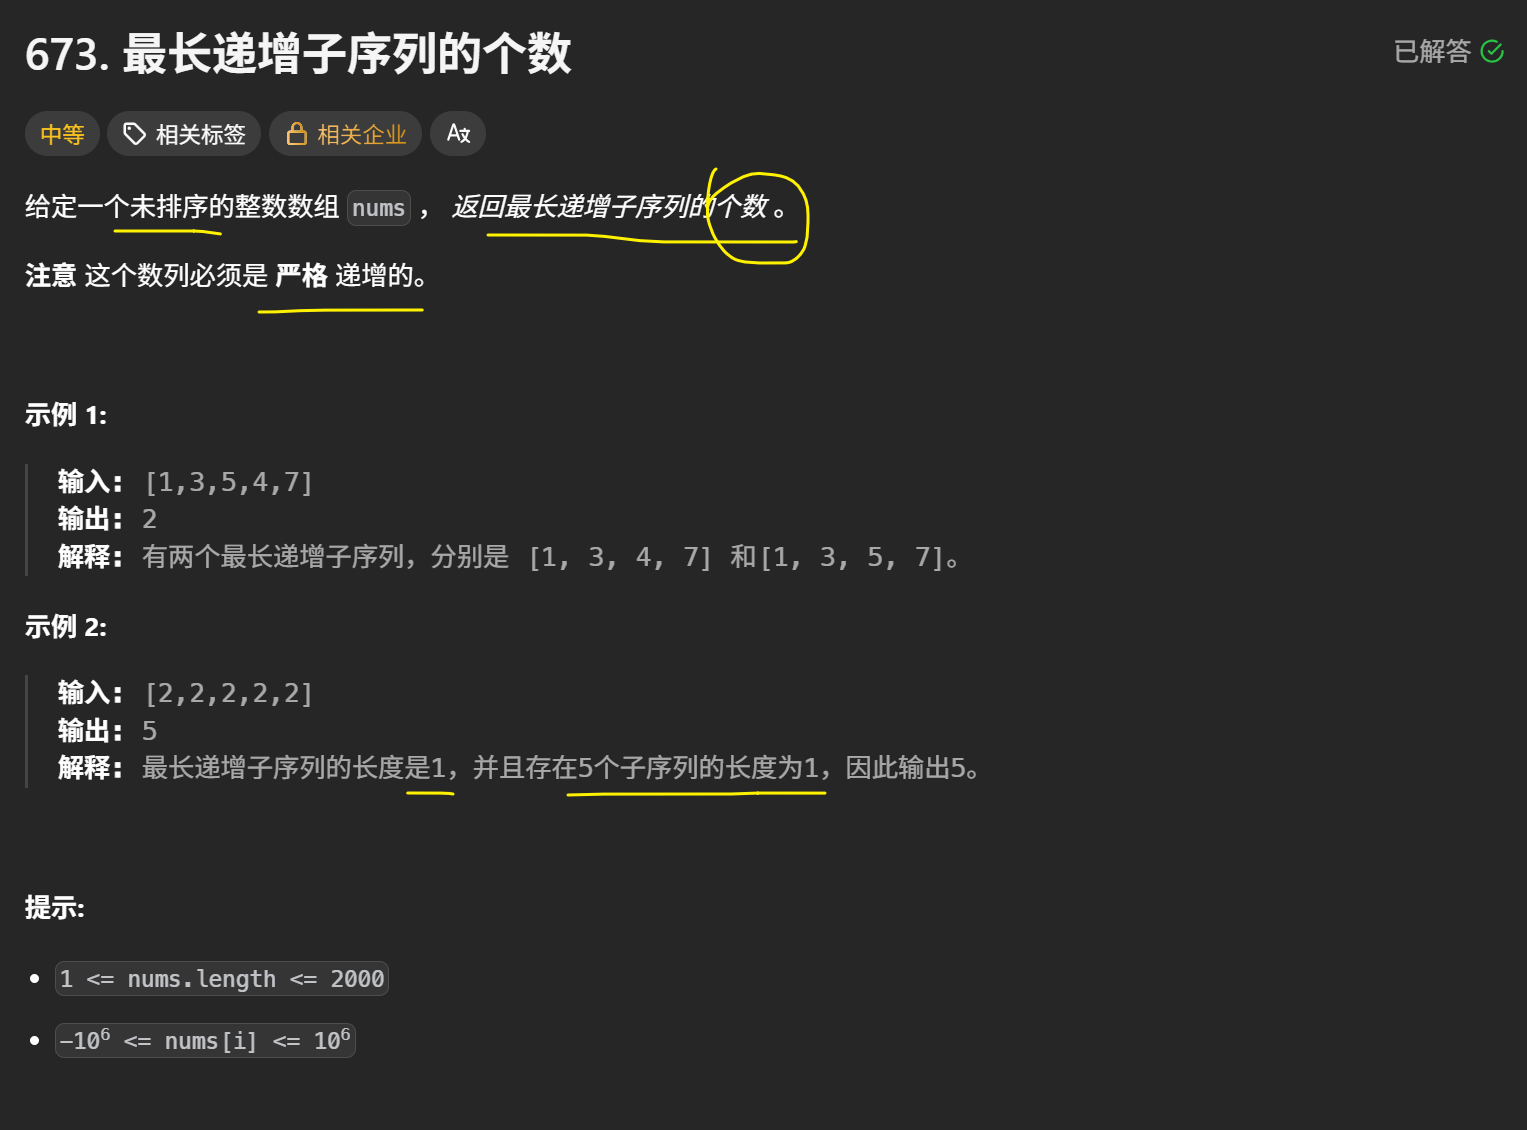 673. 最长递增子序列的个数
已解答
中等 相关标签 相关企业
给定一个未排序的整数数组 nums ， 返回最长递增子序列的个数 。
注意 这个数列必须是 严格 递增的。
示例 1:
输入: [1,3,5,4,7]
输出: 2
解释: 有两个最长递增子序列，分别是 [1, 3, 4, 7] 和[1, 3, 5, 7]。
示例 2:
输入: [2,2,2,2,2]
输出: 5
解释: 最长递增子序列的长度是1，并且存在5个子序列的长度为1，因此输出5。
提示:
1 <= nums.length <= 2000
-10⁶ <= nums[i] <= 10⁶